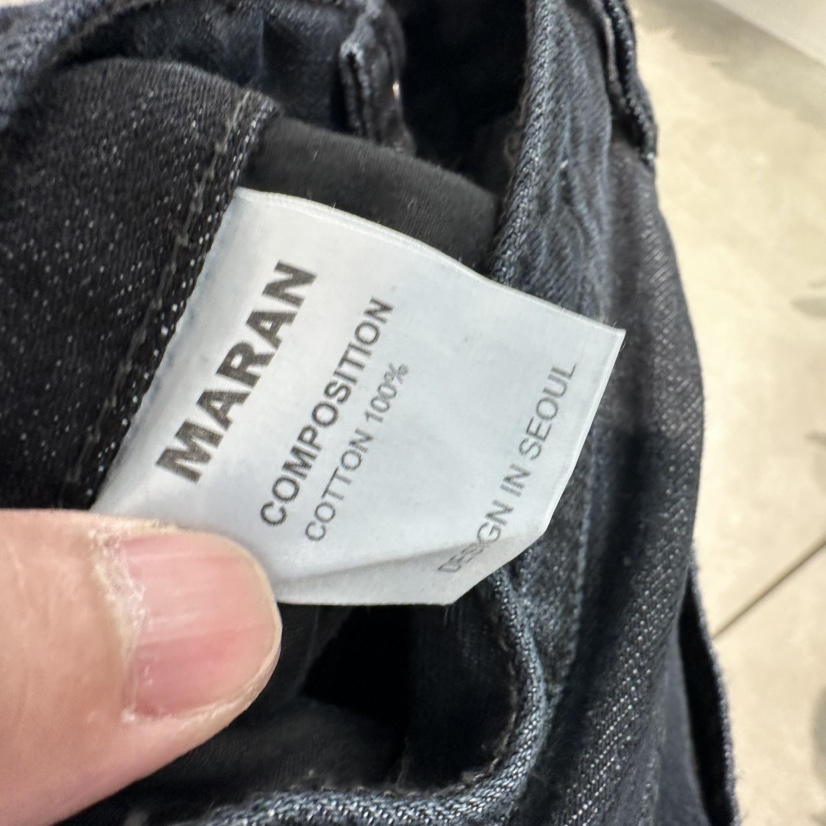 MARAN
COMPOSITION
COTTON 100%
DESIGN IN SEOUL